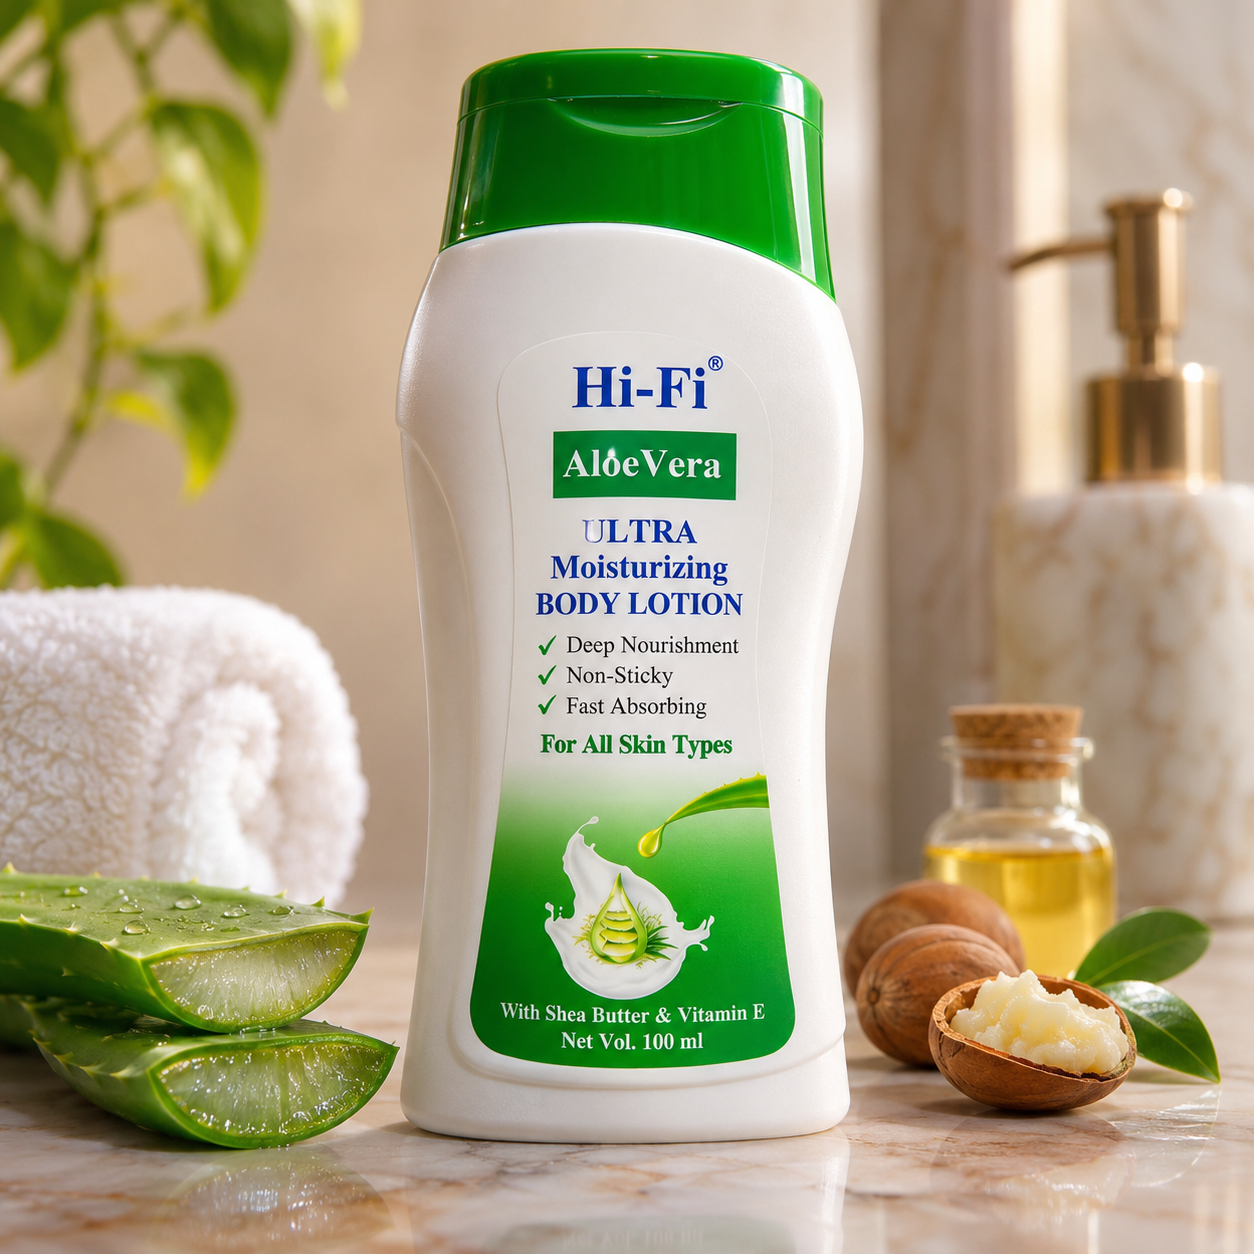 Hi-Fi®
AloeVera
ULTRA
Moisturizing
BODY LOTION
✓ Deep Nourishment
✓ Non-Sticky
✓ Fast Absorbing
For All Skin Types
With Shea Butter & Vitamin E
Net Vol. 100 ml